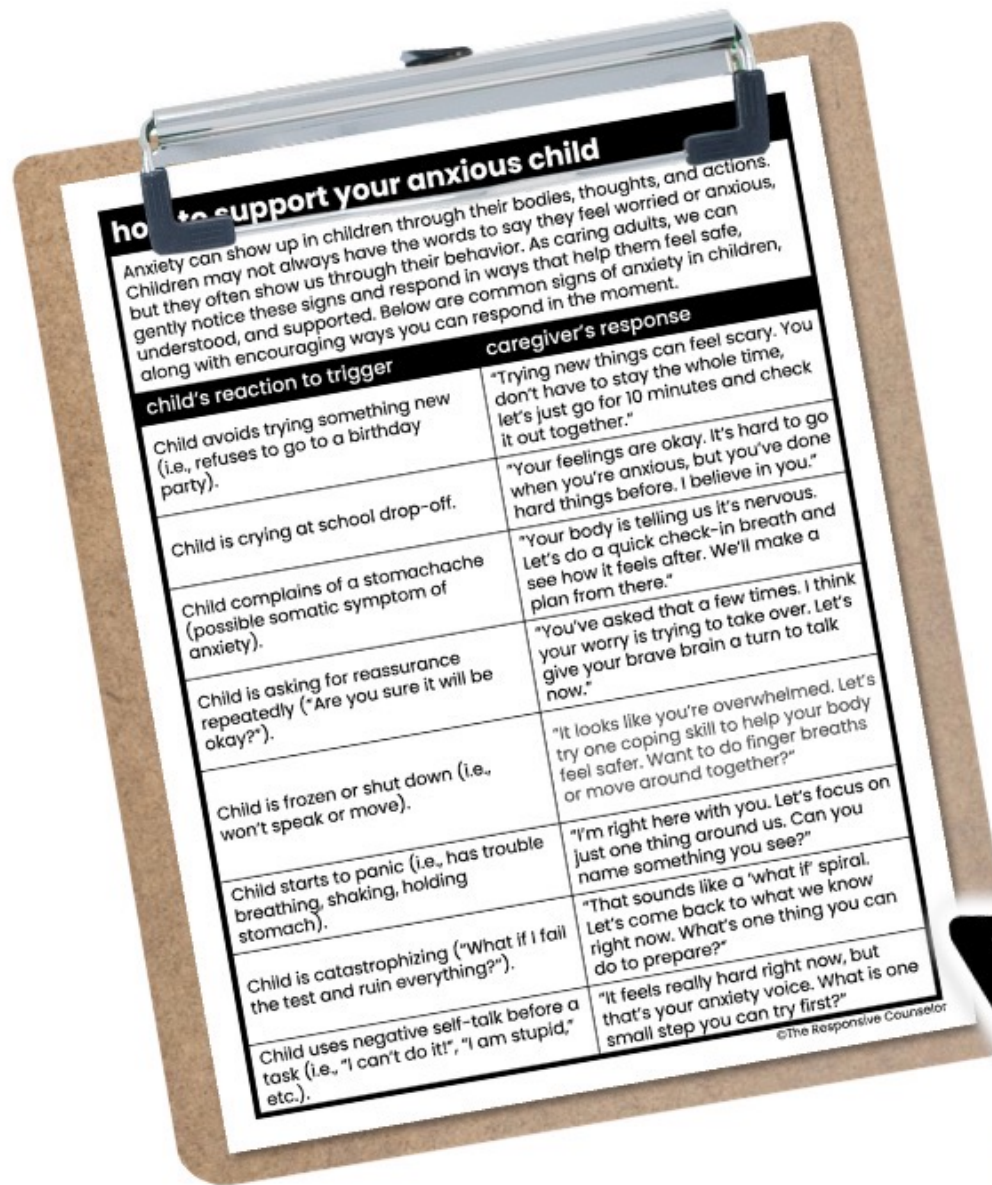 how to support your anxious child
Anxiety can show up in children through their bodies, thoughts, and actions.
Children may not always have the words to say they feel worried or anxious,
but they often show us through their behavior. As caring adults, we can
gently notice these signs and respond in ways that help them feel safe,
understood, and supported. Below are common signs of anxiety in children,
along with encouraging ways you can respond in the moment.
child's reaction to trigger
caregiver's response
Child avoids trying something new
(i.e., refuses to go to a birthday
party).
"Trying new things can feel scary. You
don't have to stay the whole time,
let's just go for 10 minutes and check
it out together."
Child is crying at school drop-off.
"Your feelings are okay. It's hard to go
when you're anxious, but you've done
hard things before. I believe in you."
Child complains of a stomachache
(possible somatic symptom of
anxiety).
"Your body is telling us it's nervous.
Let's do a quick check-in breath and
see how it feels after. We'll make a
plan from there."
Child is asking for reassurance
repeatedly ("Are you sure it will be
okay?").
"You've asked that a few times. I think
your worry is trying to take over. Let's
give your brave brain a turn to talk
now."
Child is frozen or shut down (i.e.,
won't speak or move).
"It looks like you're overwhelmed. Let's
try one coping skill to help your body
feel safer. Want to do finger breaths
or move around together?"
Child starts to panic (i.e., has trouble
breathing, shaking, holding
stomach).
"I'm right here with you. Let's focus on
just one thing around us. Can you
name something you see?"
Child is catastrophizing ("What if I fail
the test and ruin everything?").
"That sounds like a 'what if' spiral.
Let's come back to what we know
right now. What's one thing you can
do to prepare?"
Child uses negative self-talk before a
task (i.e., "I can't do it!", "I am stupid,"
etc.).
"It feels really hard right now, but
that's your anxiety voice. What is one
small step you can try first?"
©The Responsive Counselor